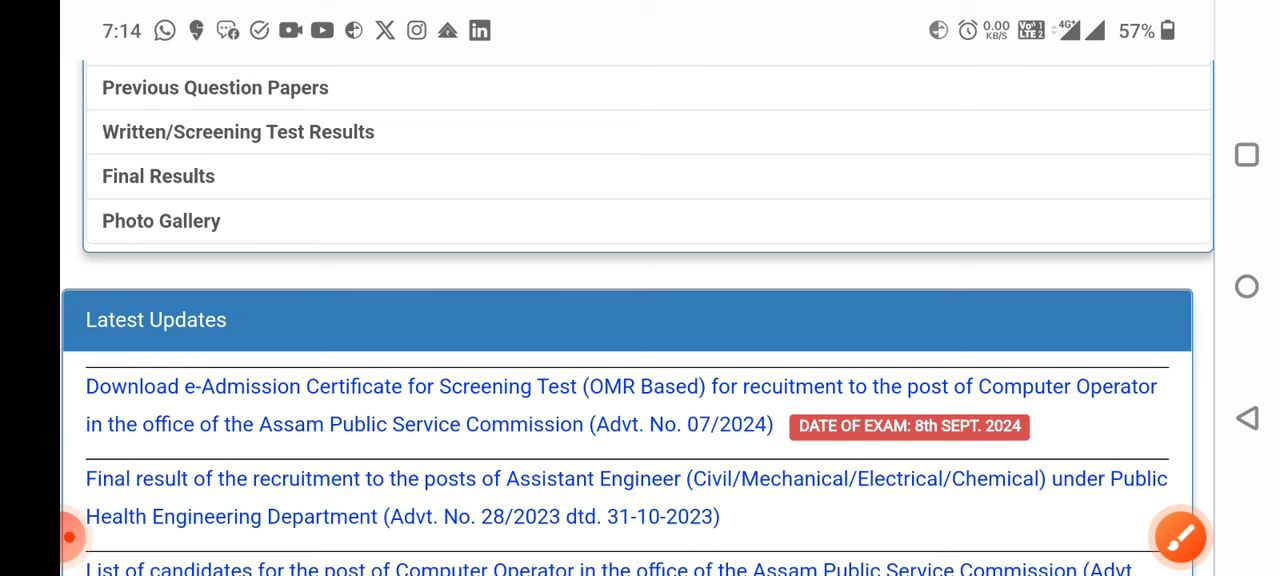 7:14 0.00 KB/S Vo) 1 LTE 2 4G+ 57%
Previous Question Papers
Written/Screening Test Results
Final Results
Photo Gallery
Latest Updates
Download e-Admission Certificate for Screening Test (OMR Based) for recuitment to the post of Computer Operator
in the office of the Assam Public Service Commission (Advt. No. 07/2024) DATE OF EXAM: 8th SEPT. 2024
Final result of the recruitment to the posts of Assistant Engineer (Civil/Mechanical/Electrical/Chemical) under Public
Health Engineering Department (Advt. No. 28/2023 dtd. 31-10-2023)
List of candidates for the post of Computer Operator in the office of the Assam Public Service Commission (Advt